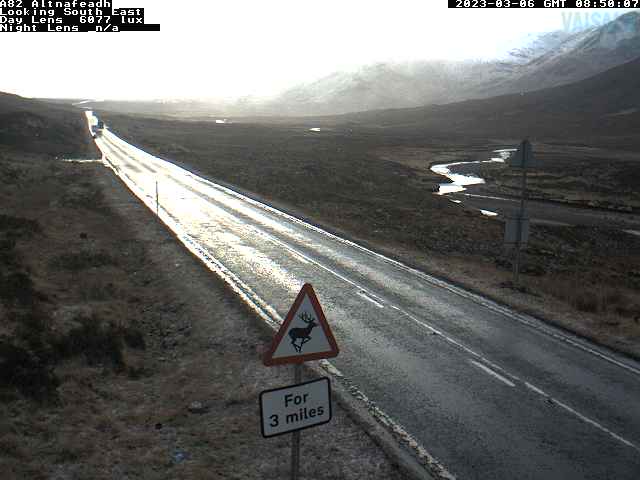 A82 Altnafeadh
Looking South East
Day Lens 6077 lux
Night Lens n/a
2023-03-06 GMT 08:50:07
VAISALA
For
3 miles